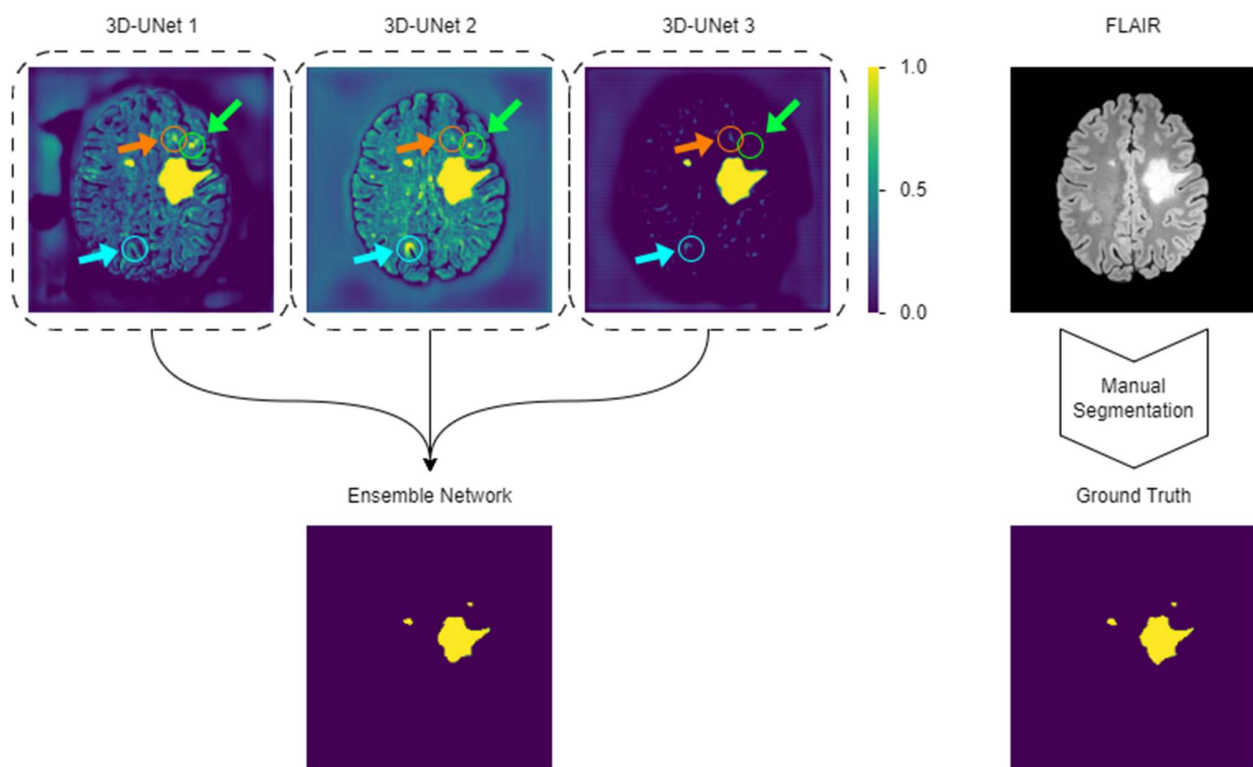 3D-UNet 1
3D-UNet 2
3D-UNet 3
FLAIR
1.0
0.5
0.0
Manual
Segmentation
Ensemble Network
Ground Truth